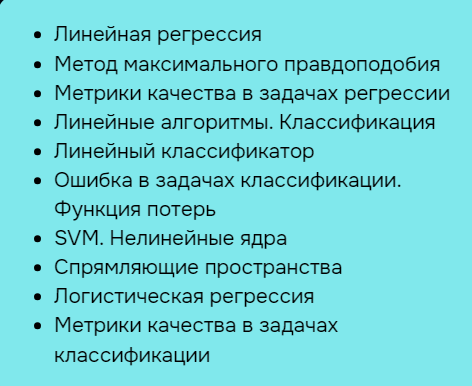 • Линейная регрессия
• Метод максимального правдоподобия
• Метрики качества в задачах регрессии
• Линейные алгоритмы. Классификация
• Линейный классификатор
• Ошибка в задачах классификации.
Функция потерь
• SVM. Нелинейные ядра
• Спрямляющие пространства
• Логистическая регрессия
• Метрики качества в задачах
классификации